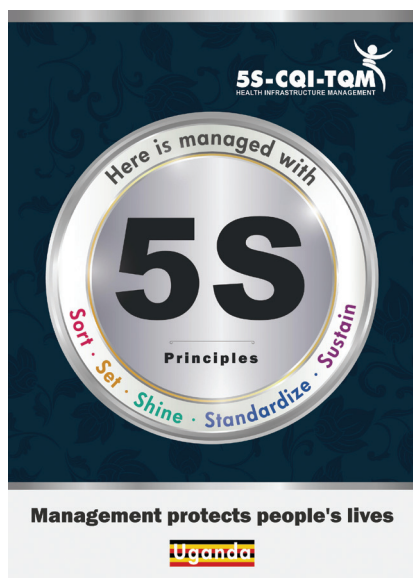 5S-CQI-TQM
HEALTH INFRASTRUCTURE MANAGEMENT
Here is managed with
5S
Principles
Sort · Set · Shine · Standardize · Sustain
Management protects people's lives
Uganda